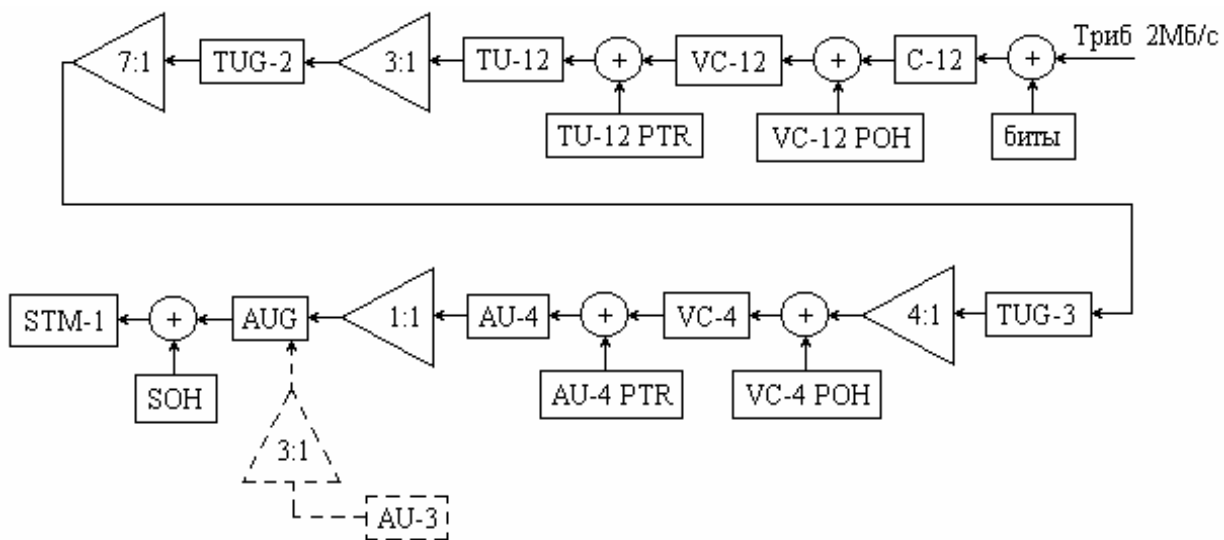 Триб 2Мб/с
7:1
TUG-2
3:1
TU-12
+
VC-12
+
C-12
+
TU-12 PTR
VC-12 POH
биты
STM-1
+
AUG
1:1
AU-4
+
VC-4
+
4:1
TUG-3
SOH
AU-4 PTR
VC-4 POH
3:1
AU-3